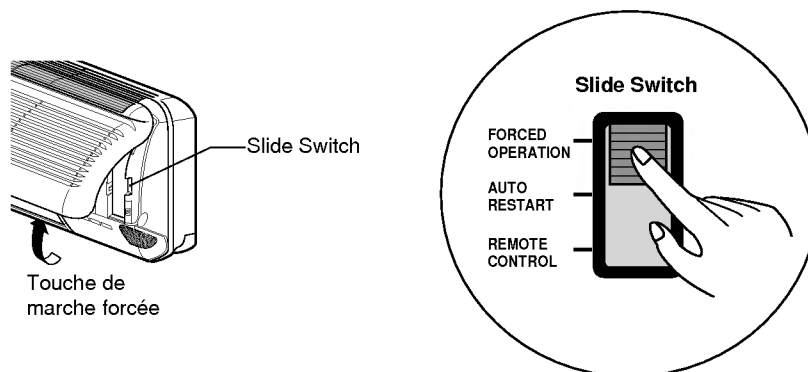 Slide Switch
Touche de
marche forcée
Slide Switch
FORCED
OPERATION
AUTO
RESTART
REMOTE
CONTROL